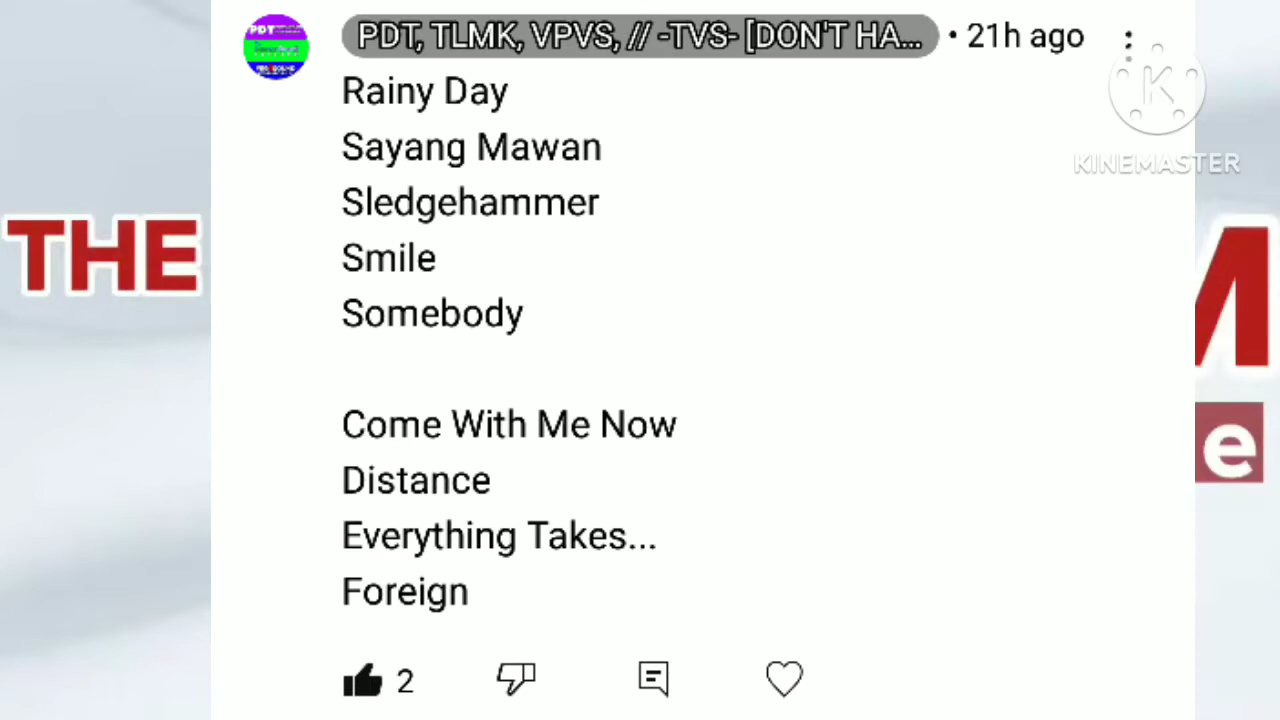 PDT, TLMK, VPVS, // -TVS- [DON'T HA... • 21h ago
Rainy Day
Sayang Mawan
Sledgehammer
Smile
Somebody
Come With Me Now
Distance
Everything Takes...
Foreign
2
THE
M
e
K
KINEMASTER
PDT